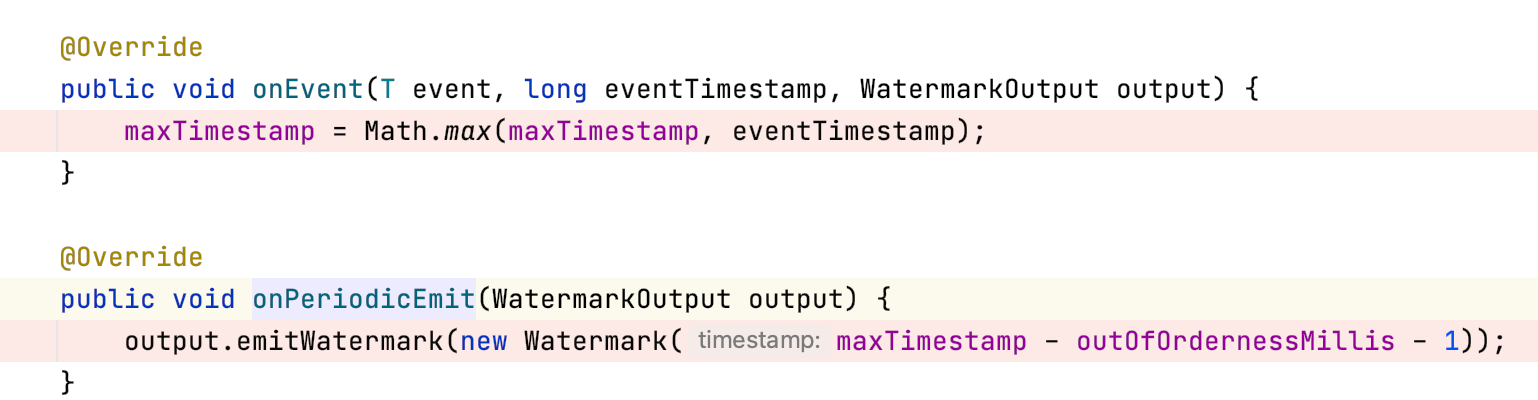 @Override
public void onEvent(T event, long eventTimestamp, WatermarkOutput output) {
maxTimestamp = Math.max(maxTimestamp, eventTimestamp);
}
@Override
public void onPeriodicEmit(WatermarkOutput output) {
output.emitWatermark(new Watermark( timestamp: maxTimestamp - outOfOrdernessMillis - 1));
}